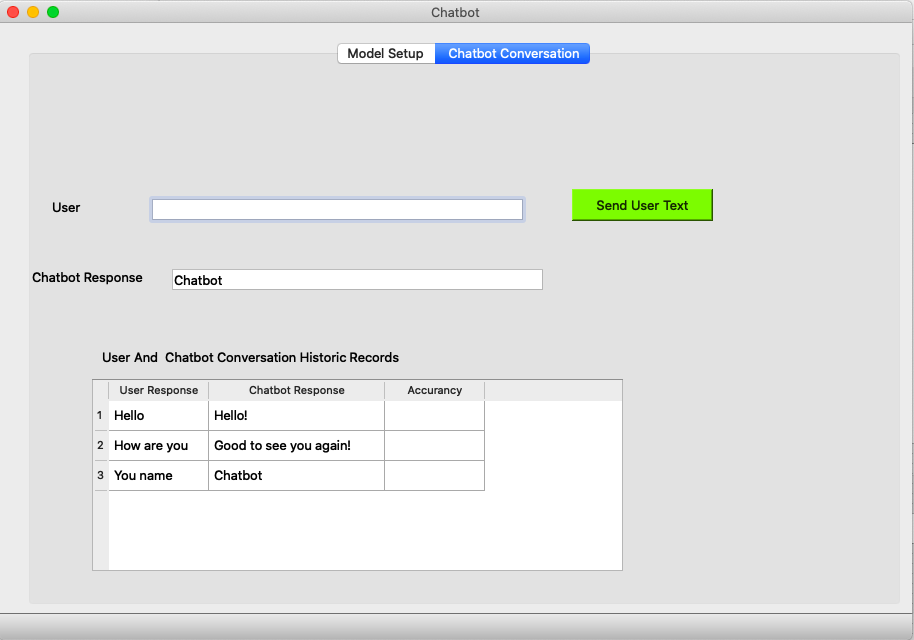 Chatbot
Model Setup Chatbot Conversation
User Send User Text
Chatbot Response Chatbot
User And Chatbot Conversation Historic Records
User Response Chatbot Response Accurancy
1 Hello Hello!
2 How are you Good to see you again!
3 You name Chatbot